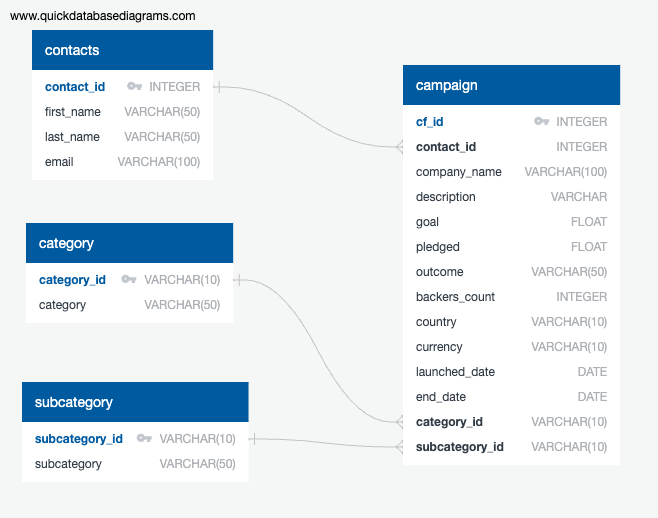 www.quickdatabasediagrams.com
contacts
contact_id INTEGER
first_name VARCHAR(50)
last_name VARCHAR(50)
email VARCHAR(100)
category
category_id VARCHAR(10)
category VARCHAR(50)
subcategory
subcategory_id VARCHAR(10)
subcategory VARCHAR(50)
campaign
cf_id INTEGER
contact_id INTEGER
company_name VARCHAR(100)
description VARCHAR
goal FLOAT
pledged FLOAT
outcome VARCHAR(50)
backers_count INTEGER
country VARCHAR(10)
currency VARCHAR(10)
launched_date DATE
end_date DATE
category_id VARCHAR(10)
subcategory_id VARCHAR(10)